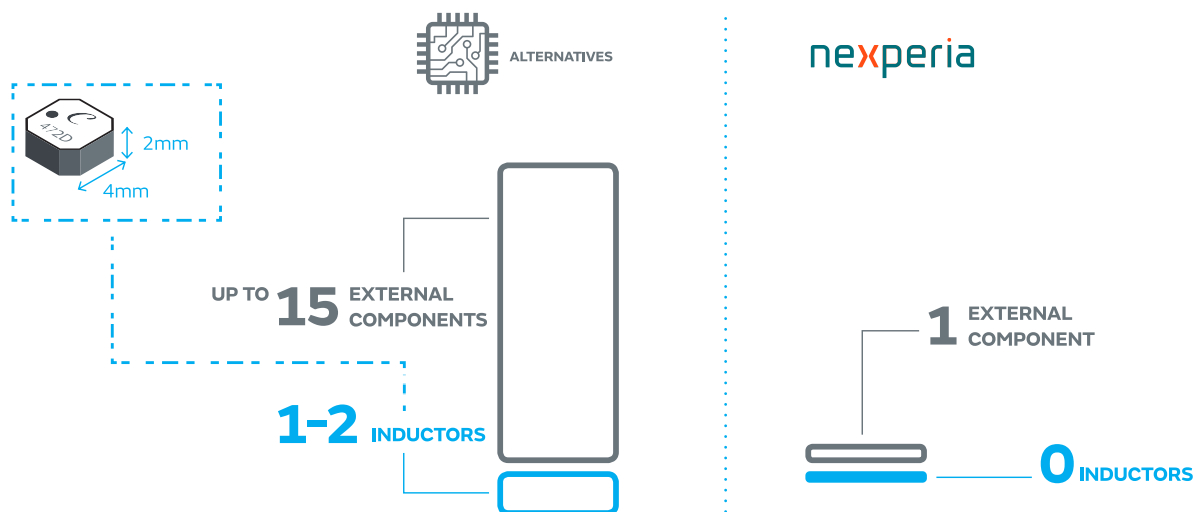 ALTERNATIVES
nexperia
C
472D
2mm
4mm
UP TO 15 EXTERNAL
COMPONENTS
1-2 INDUCTORS
1 EXTERNAL
COMPONENT
0 INDUCTORS